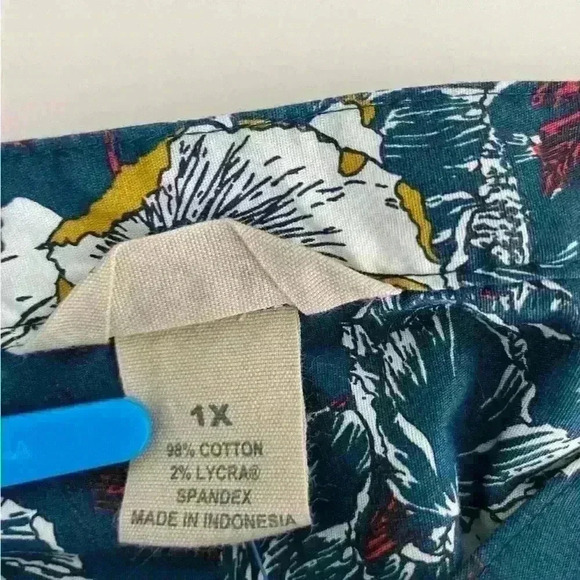 1X
98% COTTON
2% LYCRA®
SPANDEX
MADE IN INDONESIA